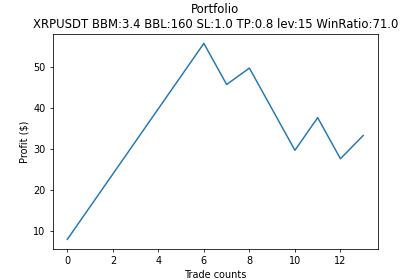 Portfolio
XRPUSDT BBM:3.4 BBL:160 SL:1.0 TP:0.8 lev:15 WinRatio:71.0
Profit ($)
50
40
30
20
10
0 2 4 6 8 10 12
Trade counts